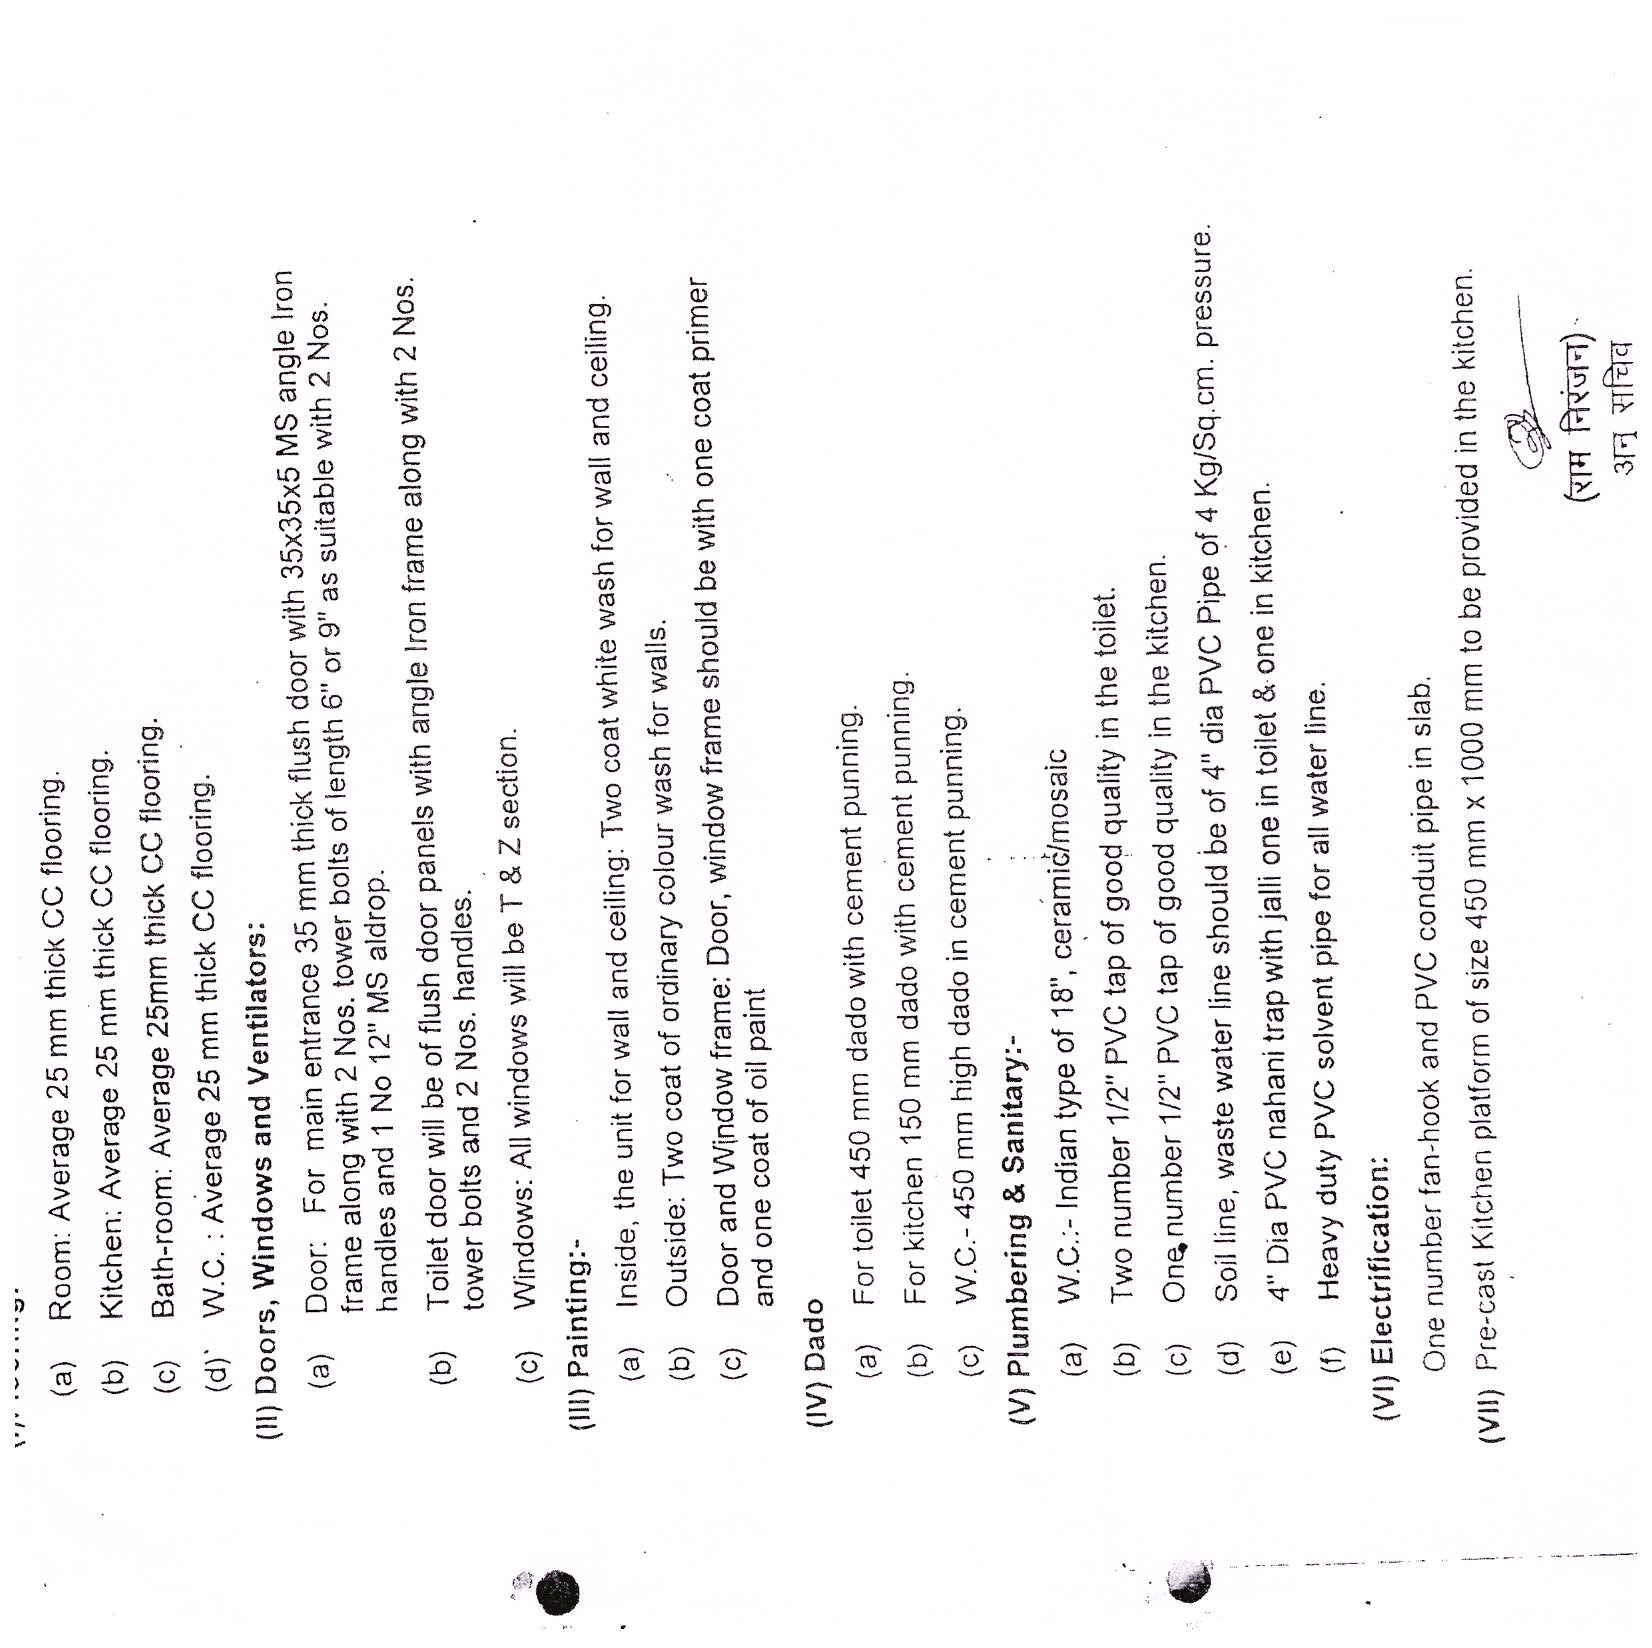 (a) Room: Average 25 mm thick CC flooring.
(b) Kitchen: Average 25 mm thick CC flooring.
(c) Bath-room: Average 25mm thick CC flooring.
(d) W.C. : Average 25 mm thick CC flooring.
(II) Doors, Windows and Ventilators:
(a) Door: For main entrance 35 mm thick flush door with 35x35x5 MS angle Iron
frame along with 2 Nos. tower bolts of length 6" or 9" as suitable with 2 Nos.
handles and 1 No 12" MS aldrop.
(b) Toilet door will be of flush door panels with angle Iron frame along with 2 Nos.
tower bolts and 2 Nos. handles.
(c) Windows: All windows will be T & Z section.
(III) Painting:-
(a) Inside, the unit for wall and ceiling: Two coat white wash for wall and ceiling.
(b) Outside: Two coat of ordinary colour wash for walls.
(c) Door and Window frame: Door, window frame should be with one coat primer
and one coat of oil paint
(IV) Dado
(a) For toilet 450 mm dado with cement punning.
(b) For kitchen 150 mm dado with cement punning.
(c) W.C.- 450 mm high dado in cement punning.
(V) Plumbering & Sanitary:-
(a) W.C.:- Indian type of 18", ceramic/mosaic
(b) Two number 1/2" PVC tap of good quality in the toilet.
(c) One number 1/2" PVC tap of good quality in the kitchen.
(d) Soil line, waste water line should be of 4" dia PVC Pipe of 4 Kg/Sq.cm. pressure.
(e) 4" Dia PVC nahani trap with jalli one in toilet & one in kitchen.
(f) Heavy duty PVC solvent pipe for all water line.
(VI) Electrification:
One number fan-hook and PVC conduit pipe in slab.
(VII) Pre-cast Kitchen platform of size 450 mm x 1000 mm to be provided in the kitchen.
(राम निरंजन)
अनु सचिव